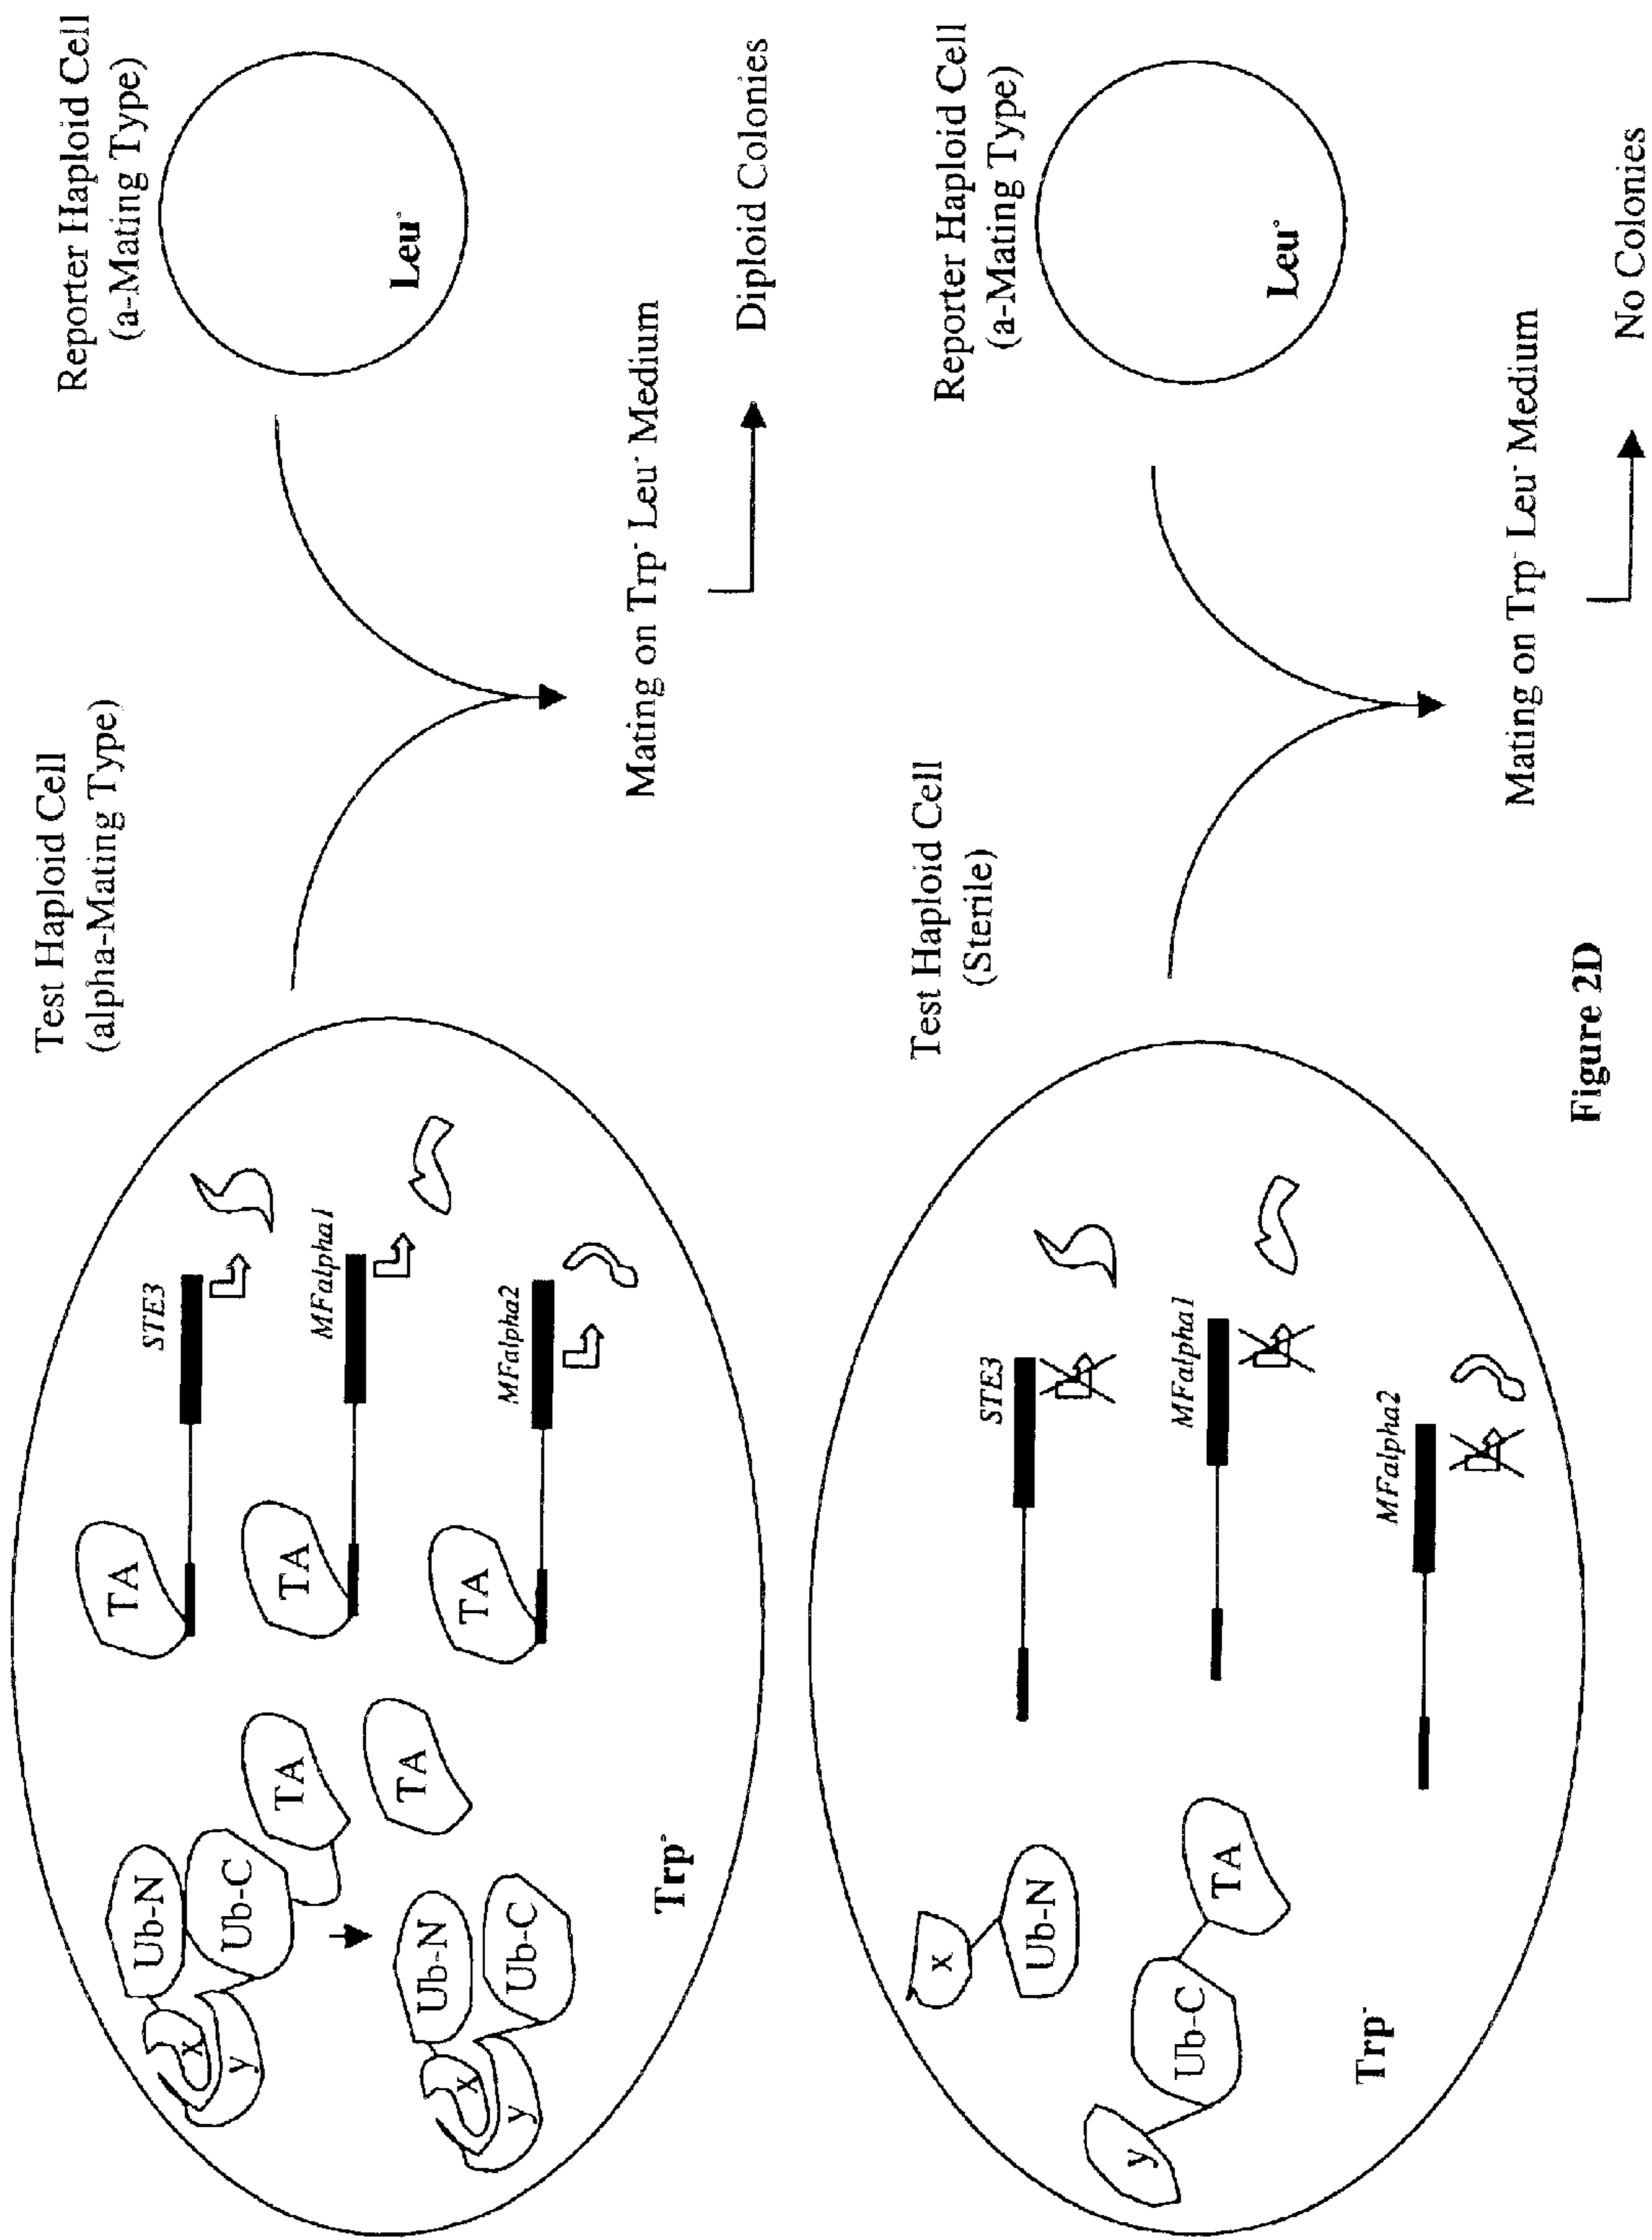 Test Haploid Cell
(alpha-Mating Type)
Reporter Haploid Cell
(a-Mating Type)
x
y
Ub-N
Ub-C
TA
TA
x
y
Ub-N
Ub-C
TA
STE3
TA
MFalpha1
TA
MFalpha2
Trp⁻
Leu⁻
Mating on Trp⁻ Leu⁻ Medium
Diploid Colonies
Test Haploid Cell
(Sterile)
Reporter Haploid Cell
(a-Mating Type)
x
Ub-N
y
Ub-C
TA
STE3
MFalpha1
MFalpha2
Trp⁻
Leu⁻
Mating on Trp⁻ Leu⁻ Medium
No Colonies
Figure 2D